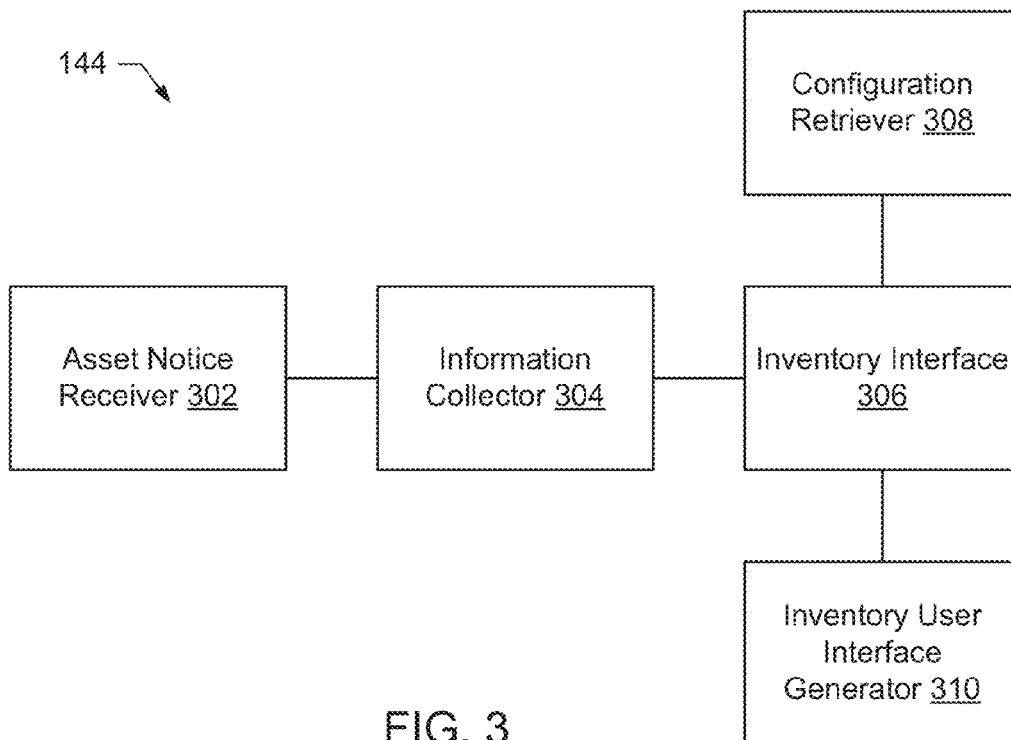 144
Configuration
Retriever 308
Asset Notice
Receiver 302
Information
Collector 304
Inventory Interface
306
Inventory User
Interface
Generator 310
FIG. 3